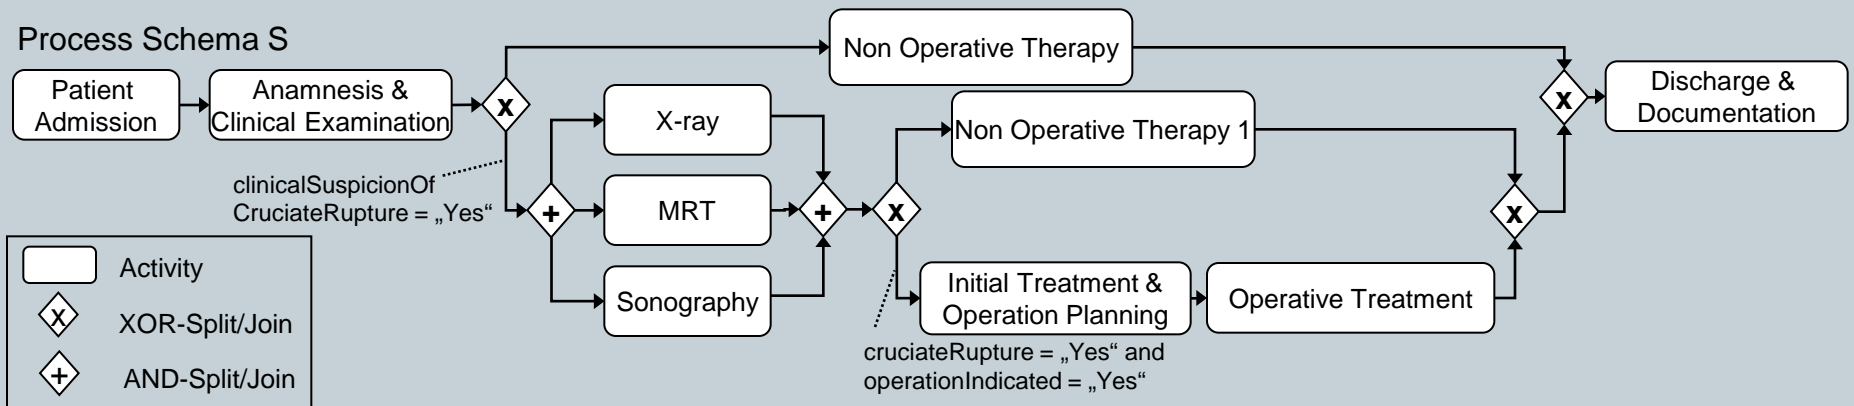 Process Schema S
Patient
Admission
Anamnesis &
Clinical Examination
x
Non Operative Therapy
x
Discharge &
Documentation
clinicalSuspicionOf
CruciateRupture = „Yes“
+
X-ray
MRT
Sonography
+
x
Non Operative Therapy 1
Initial Treatment &
Operation Planning
Operative Treatment
x
cruciateRupture = „Yes“ and
operationIndicated = „Yes“
Activity
x
XOR-Split/Join
+
AND-Split/Join